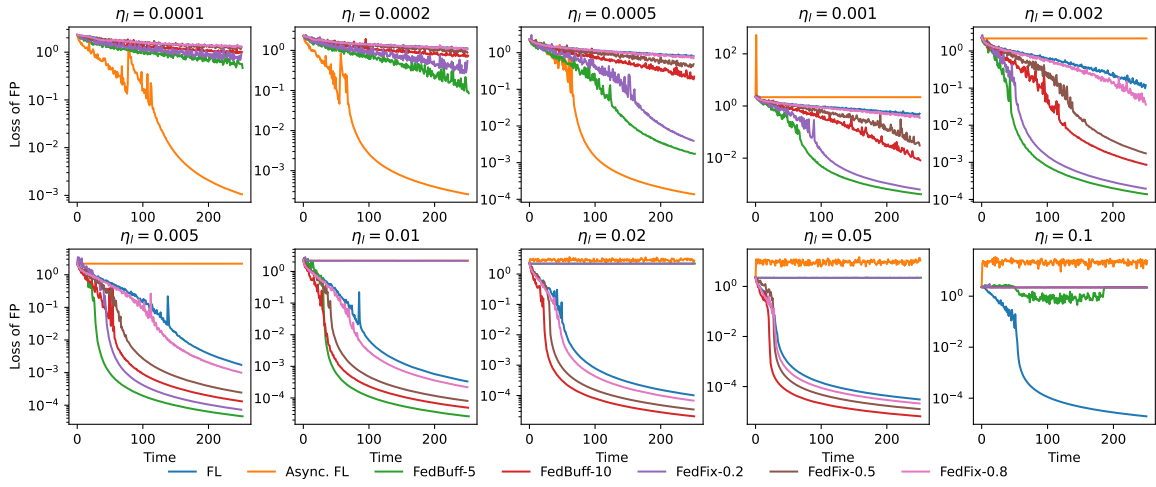 η_l = 0.0001
η_l = 0.0002
η_l = 0.0005
η_l = 0.001
η_l = 0.002
Loss of FP
10^0
10^−1
10^−2
10^−3
0 100 200
10^0
10^−1
10^−2
10^−3
0 100 200
10^0
10^−1
10^−2
10^−3
10^−4
0 100 200
10^2
10^0
10^−2
0 100 200
10^0
10^−1
10^−2
10^−3
10^−4
0 100 200
η_l = 0.005
η_l = 0.01
η_l = 0.02
η_l = 0.05
η_l = 0.1
Loss of FP
10^0
10^−1
10^−2
10^−3
10^−4
0 100 200
Time
10^0
10^−1
10^−2
10^−3
10^−4
0 100 200
Time
10^0
10^−1
10^−2
10^−3
10^−4
0 100 200
Time
10^0
10^−2
10^−4
0 100 200
Time
10^0
10^−2
10^−4
0 100 200
Time
FL Async. FL FedBuff-5 FedBuff-10 FedFix-0.2 FedFix-0.5 FedFix-0.8